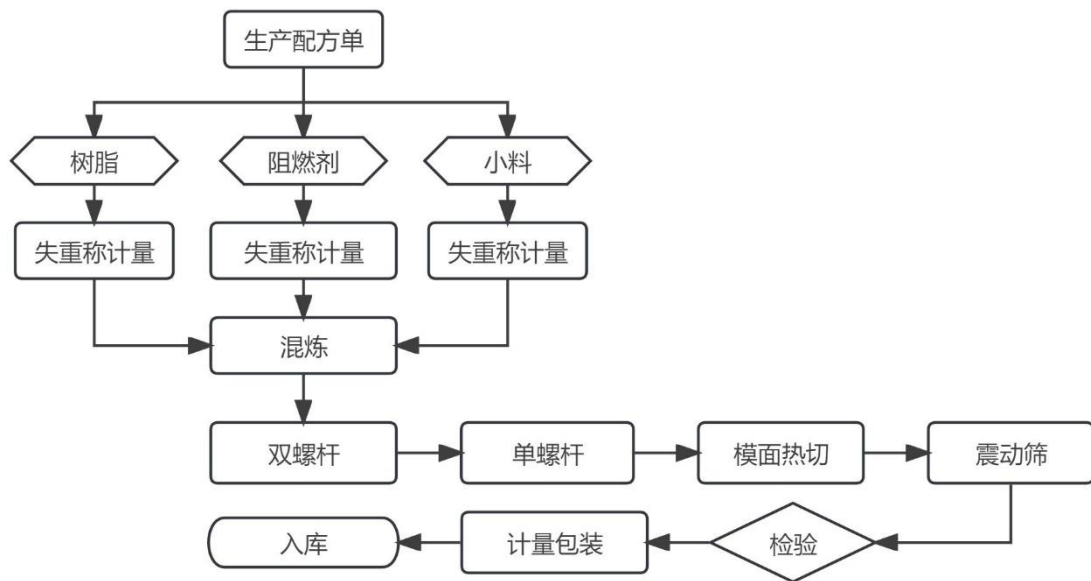 生产配方单
树脂
阻燃剂
小料
失重称计量
失重称计量
失重称计量
混炼
双螺杆
单螺杆
模面热切
震动筛
入库
计量包装
检验